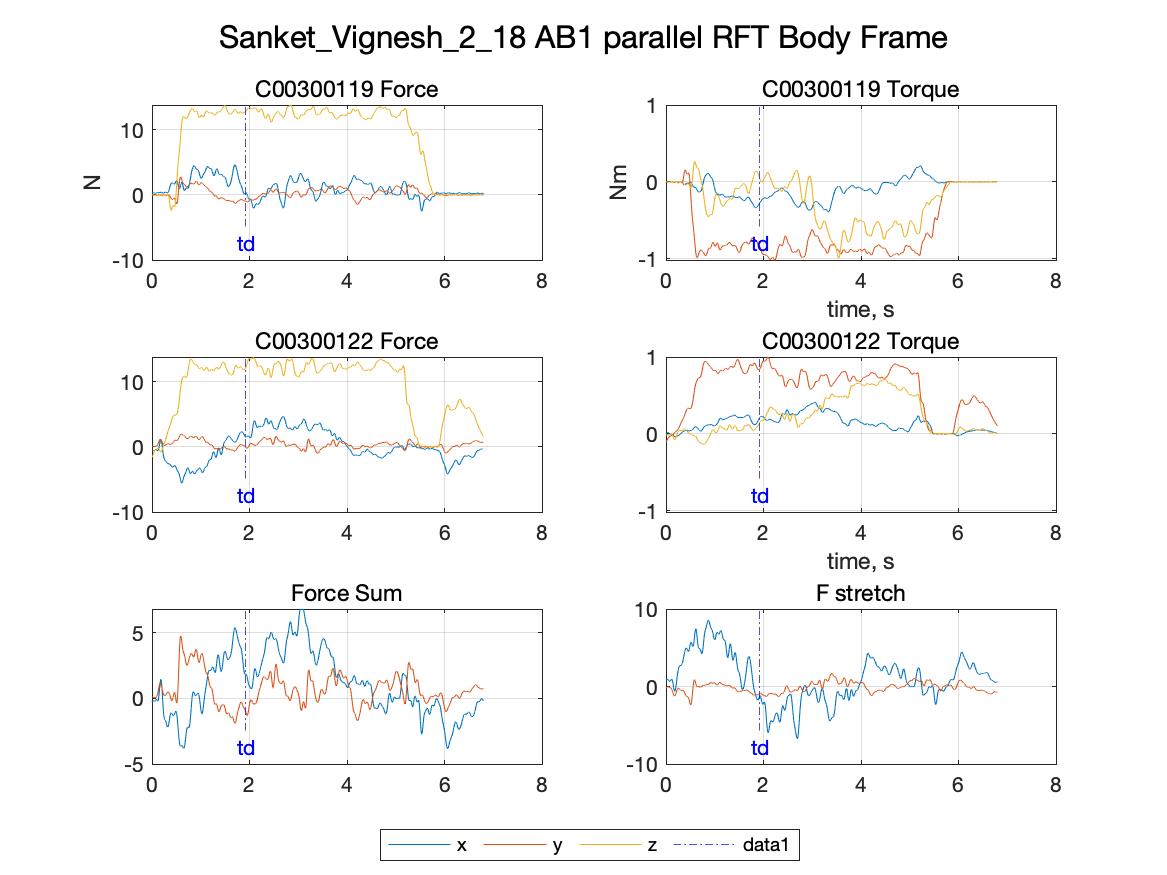 Sanket_Vignesh_2_18 AB1 parallel RFT Body Frame
C00300119 Force
N
10
0
-10
td
0 2 4 6 8
C00300119 Torque
Nm
1
0
-1
td
0 2 4 6 8
time, s
C00300122 Force
10
0
-10
td
0 2 4 6 8
C00300122 Torque
1
0
-1
td
0 2 4 6 8
time, s
Force Sum
5
0
-5
td
0 2 4 6 8
F stretch
10
0
-10
td
0 2 4 6 8
x y z data1